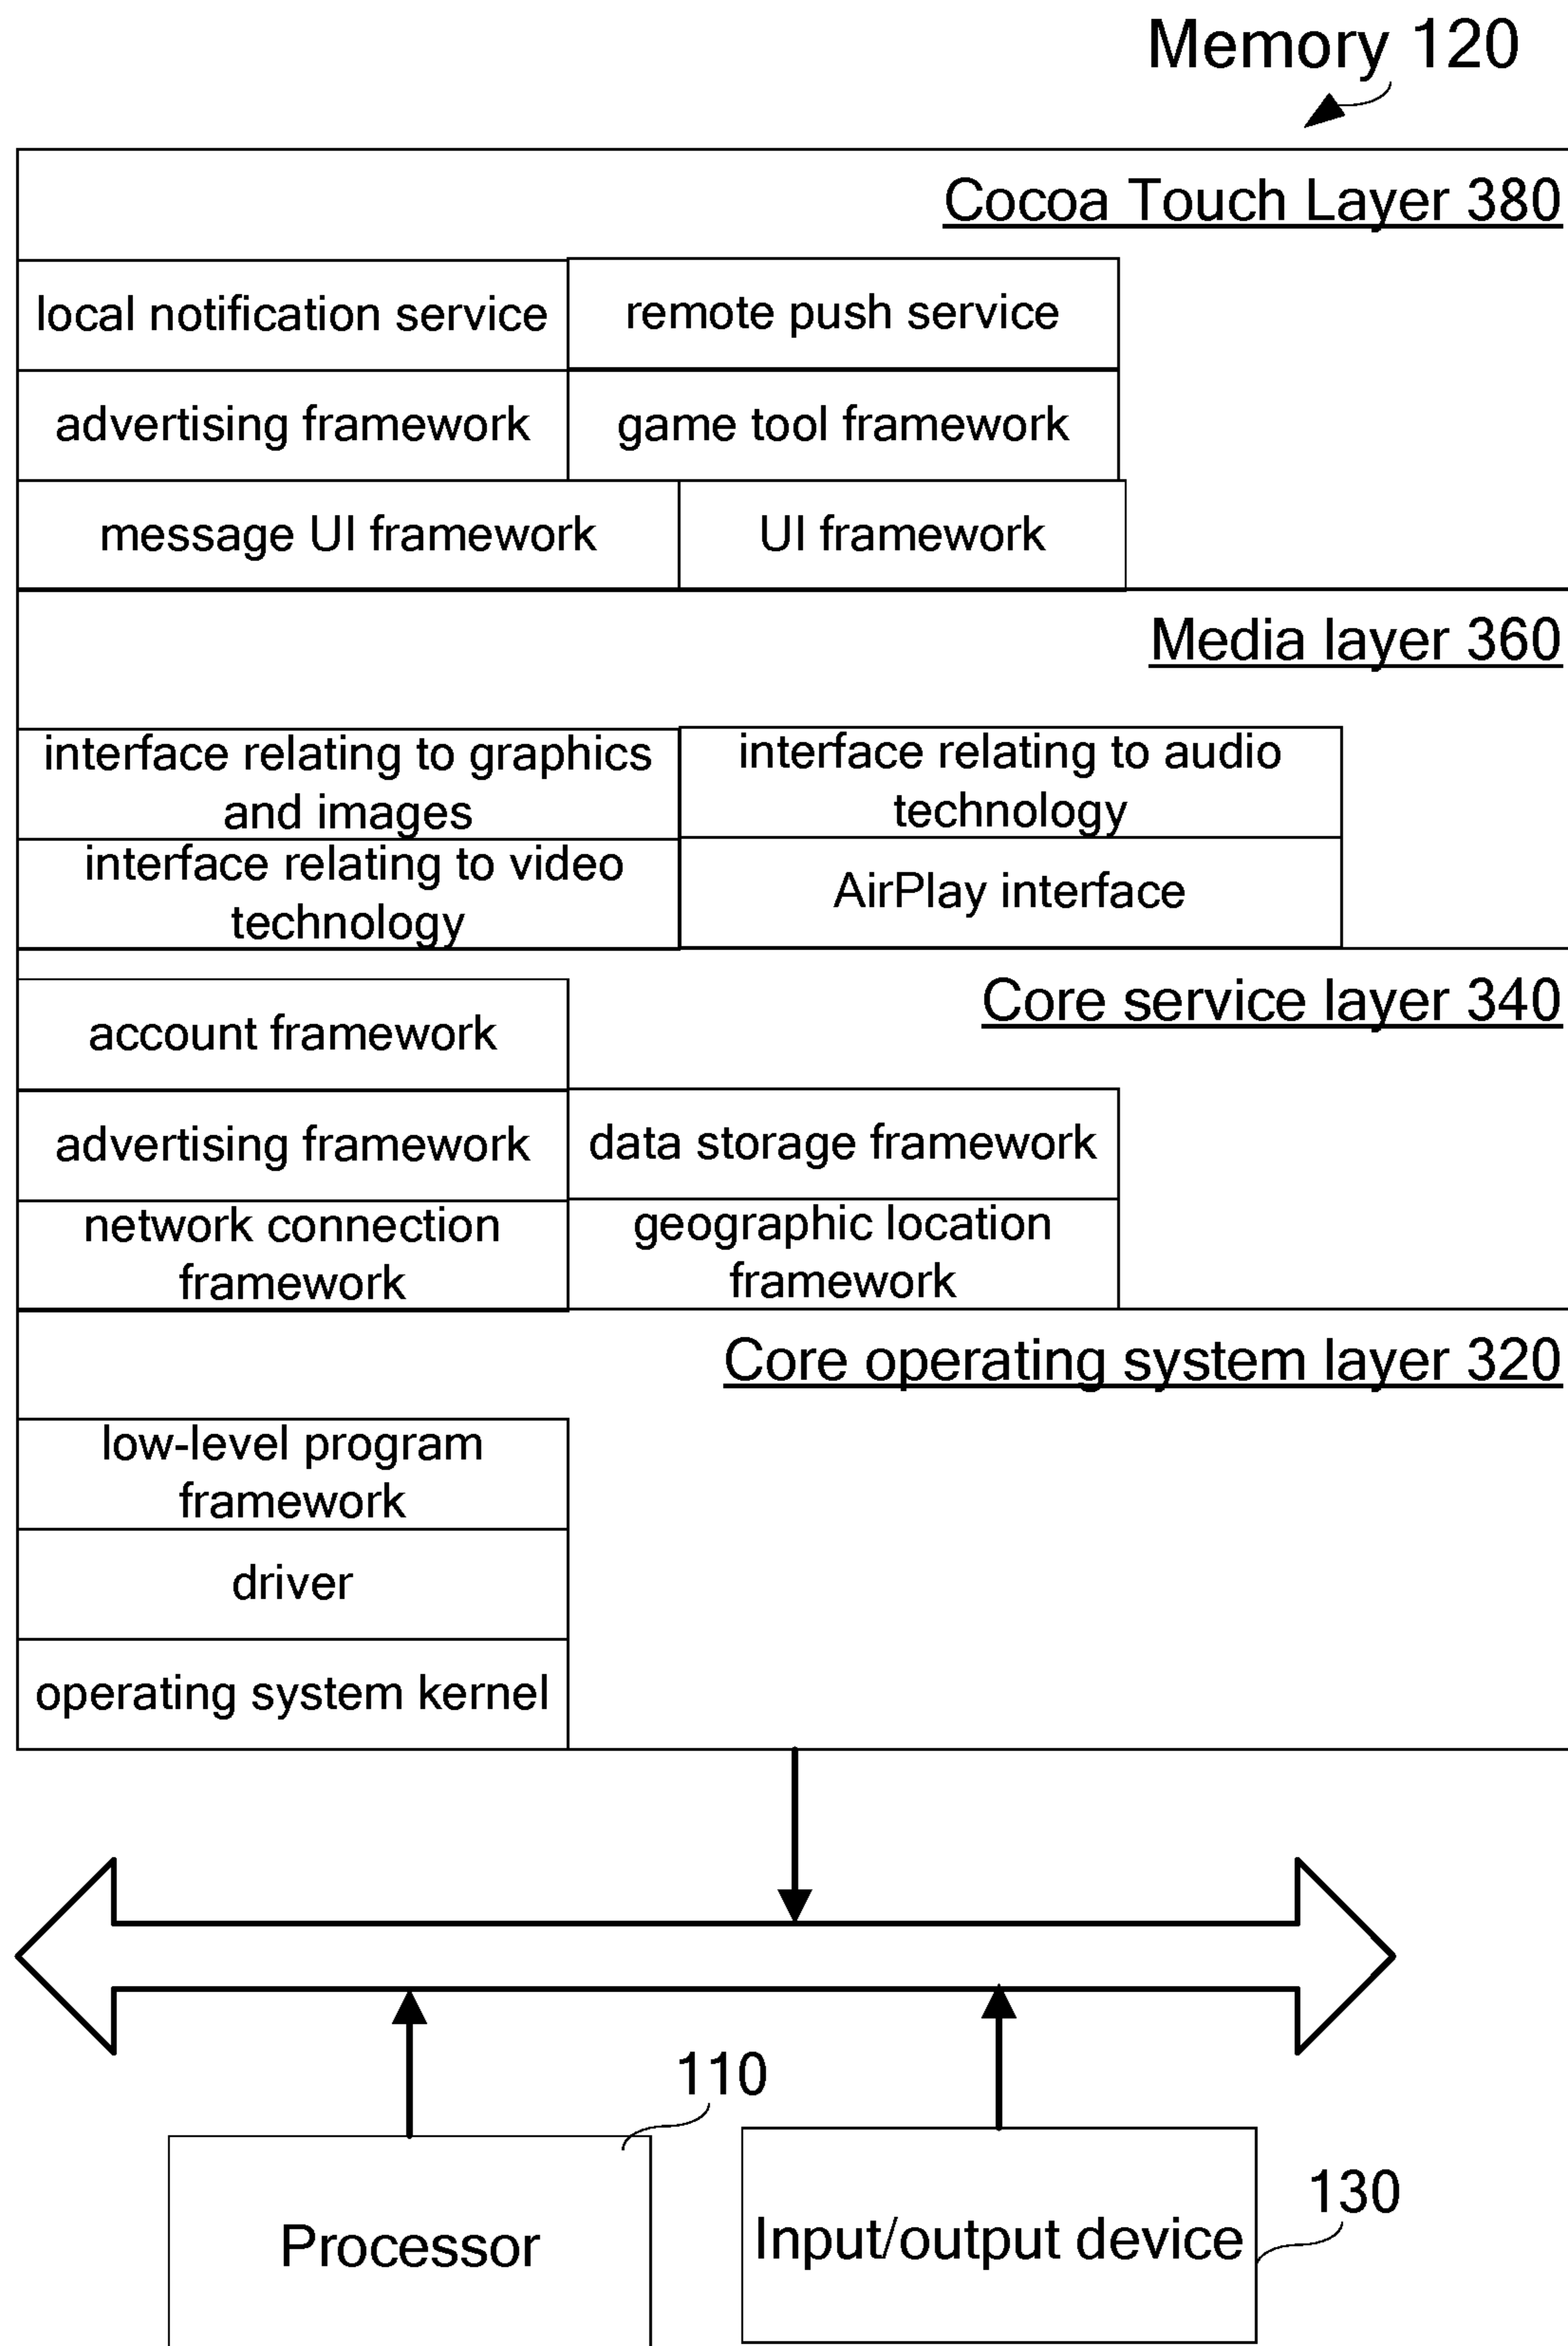 Memory 120
Cocoa Touch Layer 380
local notification service
remote push service
advertising framework
game tool framework
message UI framework
UI framework
Media layer 360
interface relating to graphics
and images
interface relating to audio
technology
interface relating to video
technology
AirPlay interface
Core service layer 340
account framework
advertising framework
data storage framework
network connection
framework
geographic location
framework
Core operating system layer 320
low-level program
framework
driver
operating system kernel
110
Processor
130
Input/output device